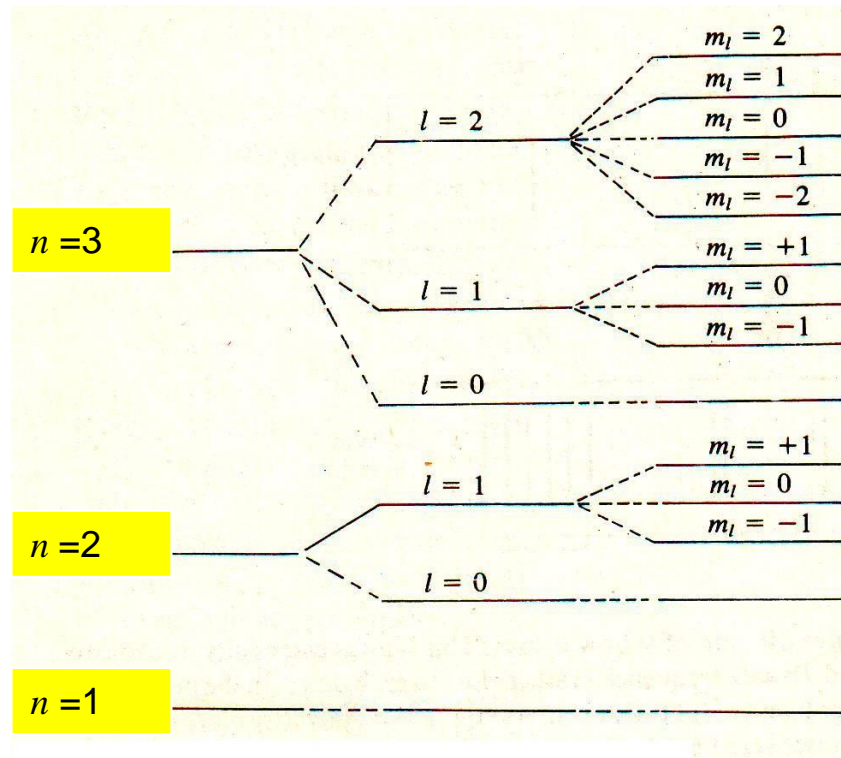 m_l = 2
m_l = 1
l = 2
m_l = 0
m_l = −1
m_l = −2
n =3
m_l = +1
l = 1
m_l = 0
m_l = −1
l = 0
m_l = +1
l = 1
m_l = 0
m_l = −1
n =2
l = 0
n =1